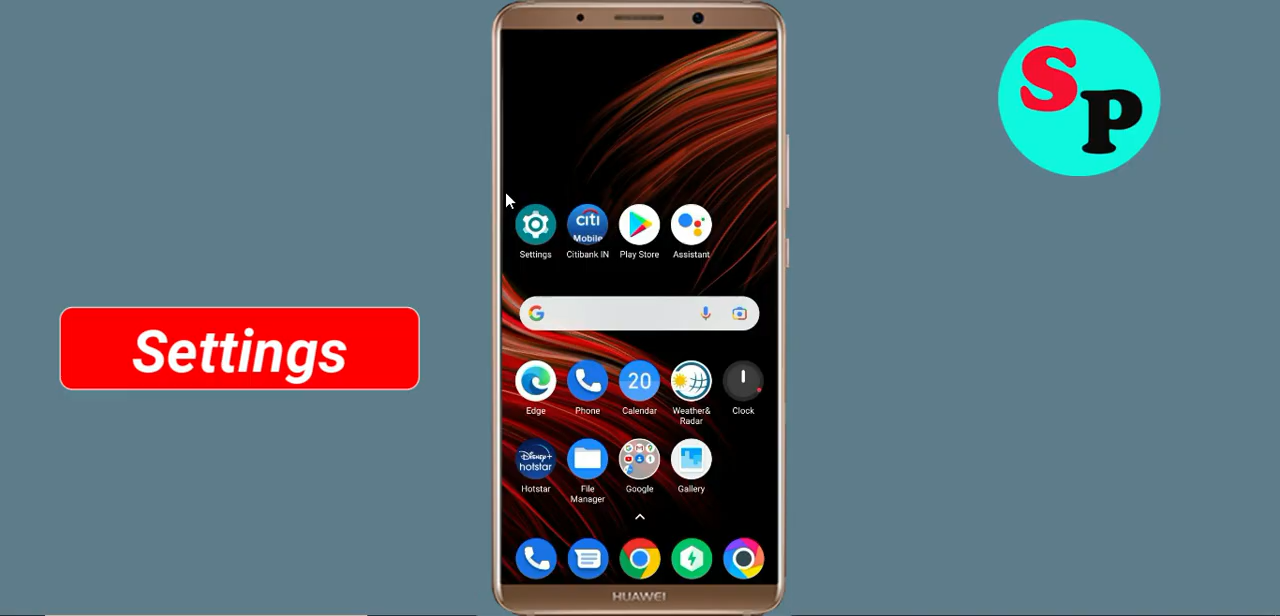 S
P
Settings
citi
Mobile
Settings
Citibank IN
Play Store
Assistant
G
20
Edge
Phone
Calendar
Weather&
Radar
Clock
Disney+
hotstar
Hotstar
File
Manager
Google
Gallery
HUAWEI